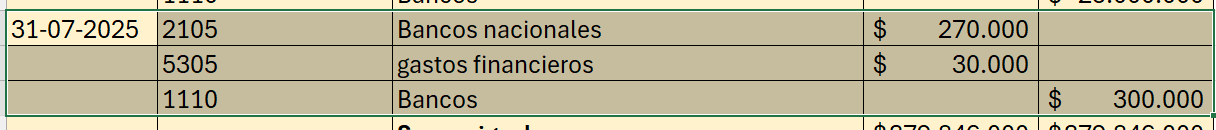 31-07-2025 2105 Bancos nacionales $ 270.000
5305 gastos financieros $ 30.000
1110 Bancos $ 300.000